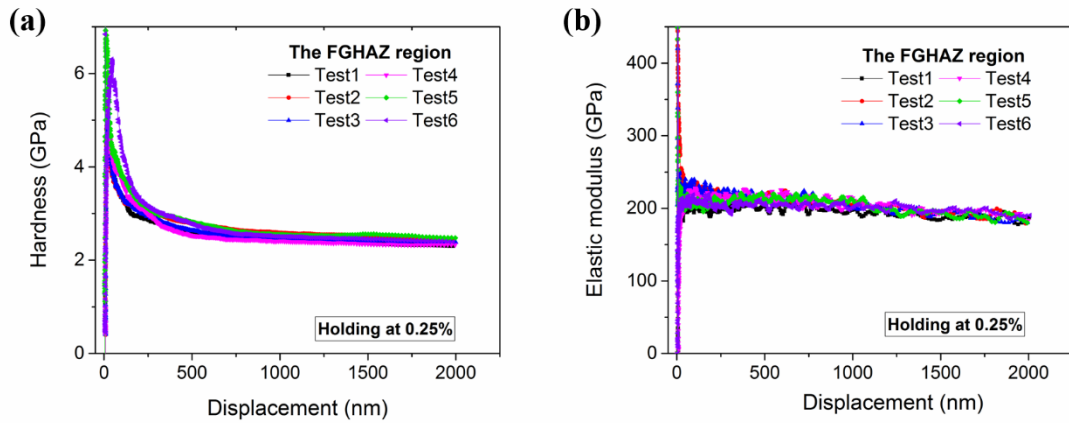 (a)
Hardness (GPa)
6
4
2
0
The FGHAZ region
Test1 Test4
Test2 Test5
Test3 Test6
Holding at 0.25%
0 500 1000 1500 2000
Displacement (nm)
(b)
Elastic modulus (GPa)
400
300
200
100
0
The FGHAZ region
Test1 Test4
Test2 Test5
Test3 Test6
Holding at 0.25%
0 500 1000 1500 2000
Displacement (nm)